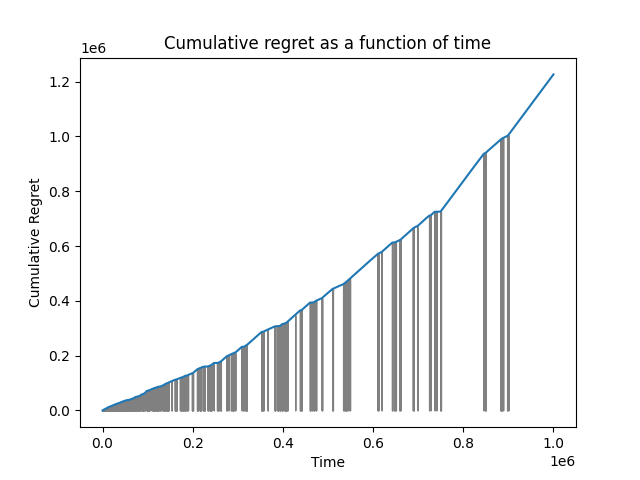 Cumulative regret as a function of time
1e6
1.2
1.0
0.8
0.6
0.4
0.2
0.0
Cumulative Regret
0.0 0.2 0.4 0.6 0.8 1.0
Time
1e6